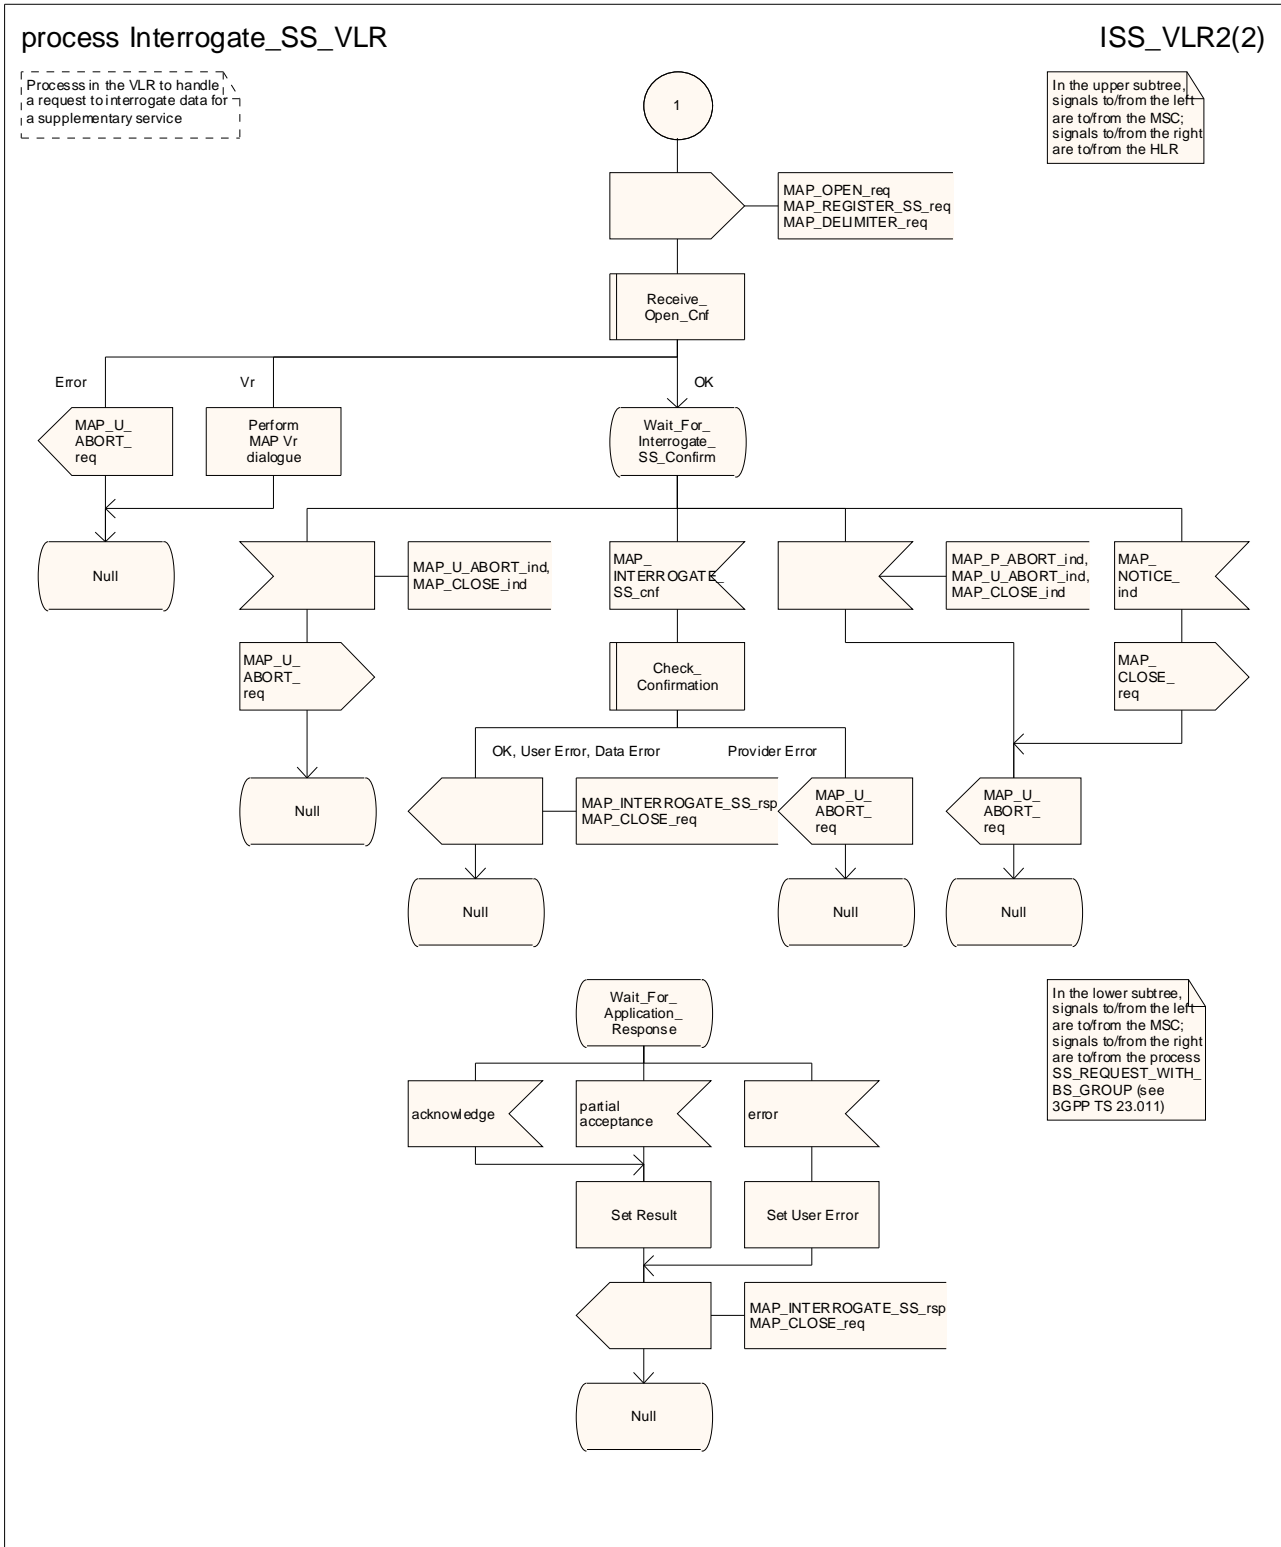 process Interrogate_SS_VLR
ISS_VLR2(2)
Processs in the VLR to handle
a request to interrogate data for
a supplementary service
In the upper subtree,
signals to/from the left
are to/from the MSC;
signals to/from the right
are to/from the HLR
1
MAP_OPEN_req
MAP_REGISTER_SS_req
MAP_DELIMITER_req
Receive_
Open_Cnf
Error
Vr
OK
MAP_U_
ABORT_
req
Perform
MAP Vr
dialogue
Wait_For_
Interrogate_
SS_Confirm
Null
MAP_U_ABORT_ind,
MAP_CLOSE_ind
MAP_
INTERROGATE_
SS_cnf
MAP_P_ABORT_ind,
MAP_U_ABORT_ind,
MAP_CLOSE_ind
MAP_
NOTICE_
ind
MAP_U_
ABORT_
req
Check_
Confirmation
MAP_
CLOSE_
req
OK, User Error, Data Error
Provider Error
Null
MAP_INTERROGATE_SS_rsp
MAP_CLOSE_req
MAP_U_
ABORT_
req
MAP_U_
ABORT_
req
Null
Null
Null
Wait_For_
Application_
Response
In the lower subtree,
signals to/from the left
are to/from the MSC;
signals to/from the right
are to/from the process
SS_REQUEST_WITH_
BS_GROUP (see
3GPP TS 23.011)
acknowledge
partial
acceptance
error
Set Result
Set User Error
MAP_INTERROGATE_SS_rsp
MAP_CLOSE_req
Null